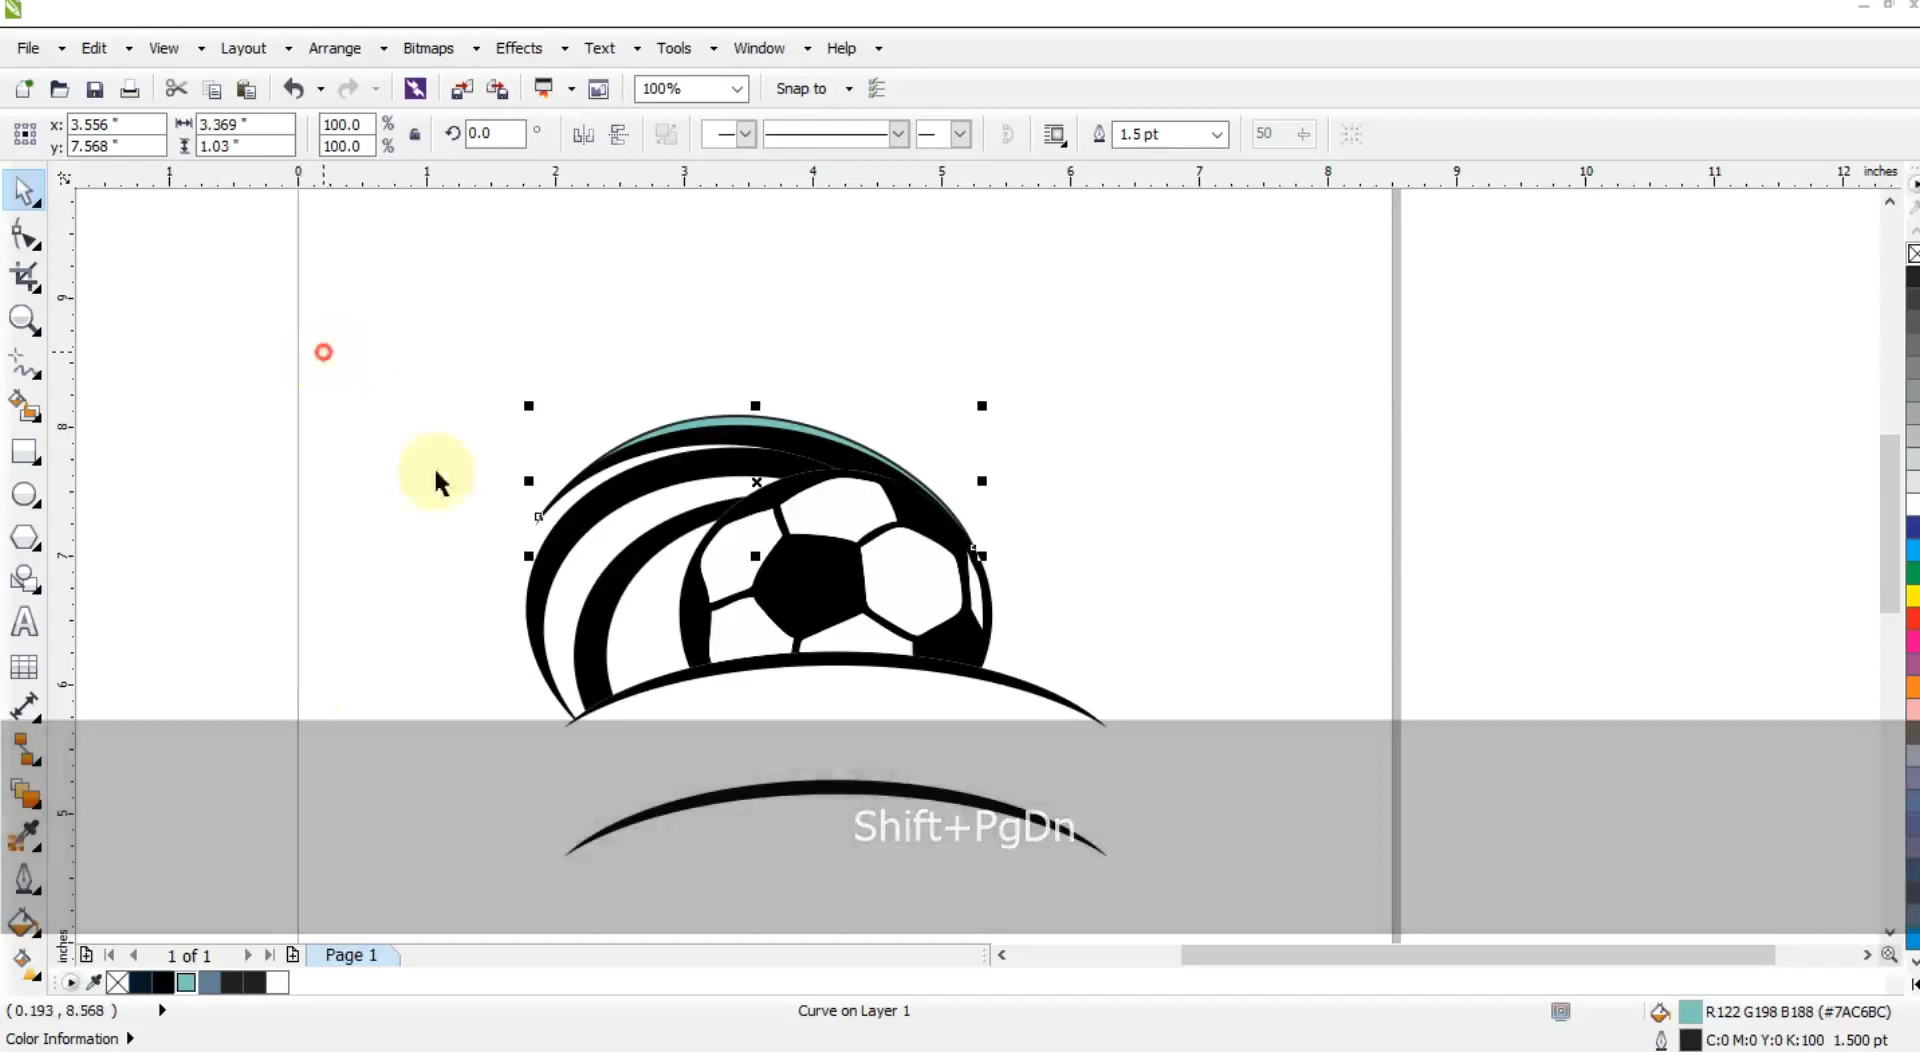 File Edit View Layout Arrange Bitmaps Effects Text Tools Window Help
100% Snap to
x: 3.556 " 3.369 " 100.0 % 0.0 ° 1.5 pt 50
y: 7.568 " 1.03 " 100.0 %
1 0 1 2 3 4 5 6 7 8 9 10 11 12 inches
9
8
7
6
5
inches
Shift+PgDn
1 of 1 Page 1
( 0.193 , 8.568 ) Curve on Layer 1 R122 G198 B188 (#7AC6BC)
Color Information C:0 M:0 Y:0 K:100 1.500 pt